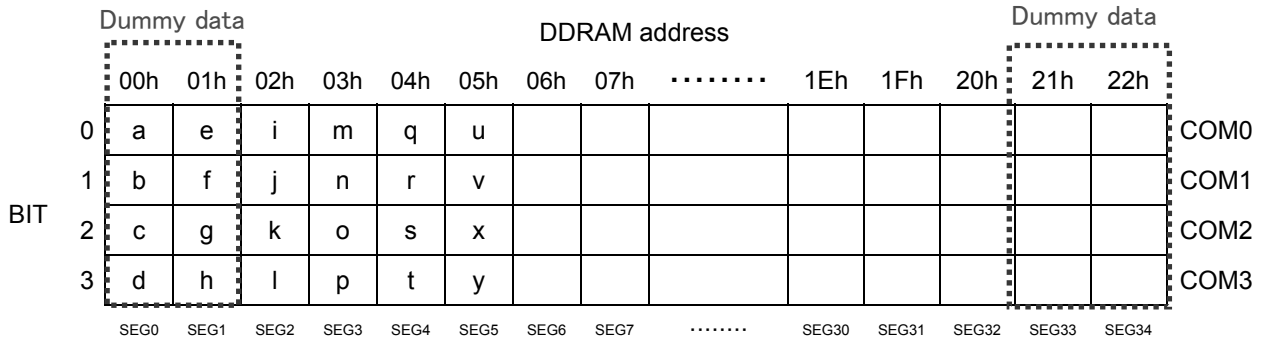 Dummy data Dummy data
DDRAM address
00h 01h 02h 03h 04h 05h 06h 07h ········ 1Eh 1Fh 20h 21h 22h
0 a e i m q u COM0
1 b f j n r v COM1
BIT
2 c g k o s x COM2
3 d h l p t y COM3
SEG0 SEG1 SEG2 SEG3 SEG4 SEG5 SEG6 SEG7 ········ SEG30 SEG31 SEG32 SEG33 SEG34